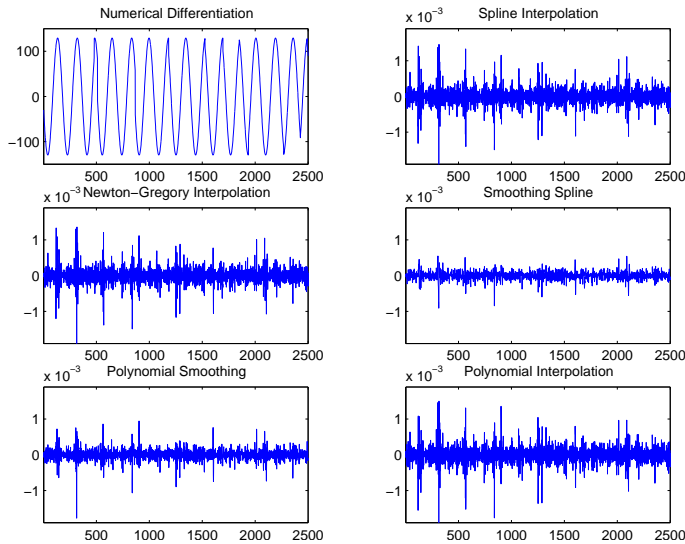 Numerical Differentiation
100
0
−100
500 1000 1500 2000 2500
Spline Interpolation
x 10⁻³
1
0
−1
500 1000 1500 2000 2500
Newton−Gregory Interpolation
x 10⁻³
1
0
−1
500 1000 1500 2000 2500
Smoothing Spline
x 10⁻³
1
0
−1
500 1000 1500 2000 2500
Polynomial Smoothing
x 10⁻³
1
0
−1
500 1000 1500 2000 2500
Polynomial Interpolation
x 10⁻³
1
0
−1
500 1000 1500 2000 2500